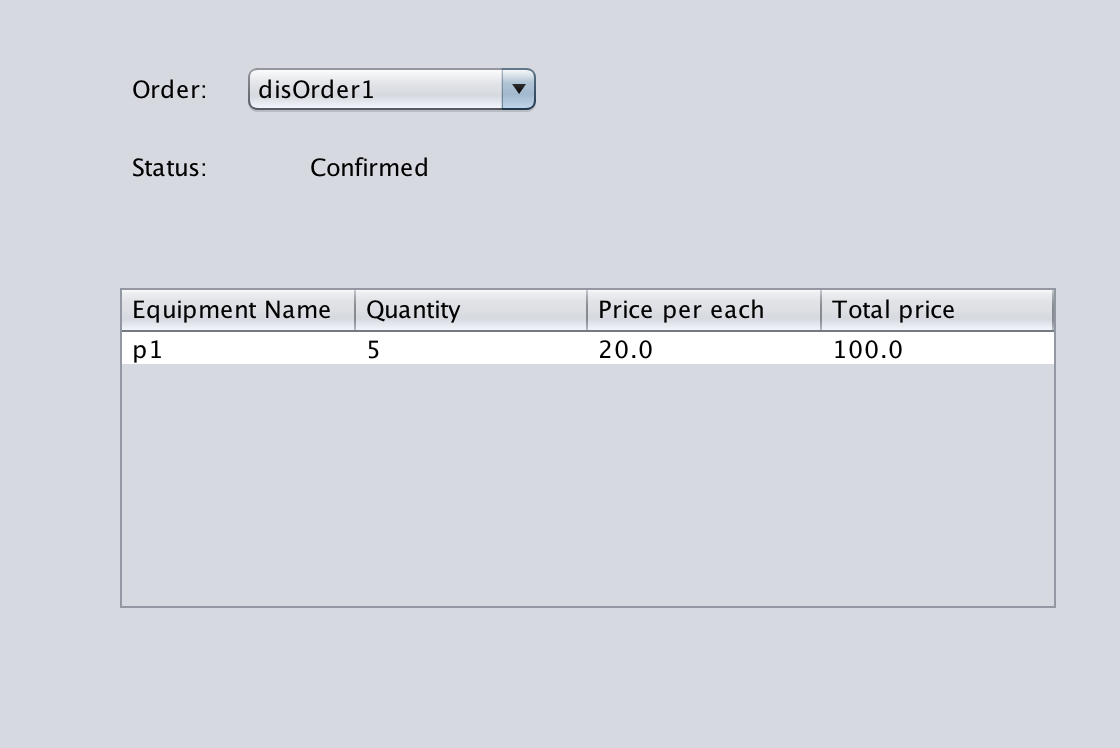 Order: disOrder1
Status: Confirmed
Equipment Name Quantity Price per each Total price
p1 5 20.0 100.0